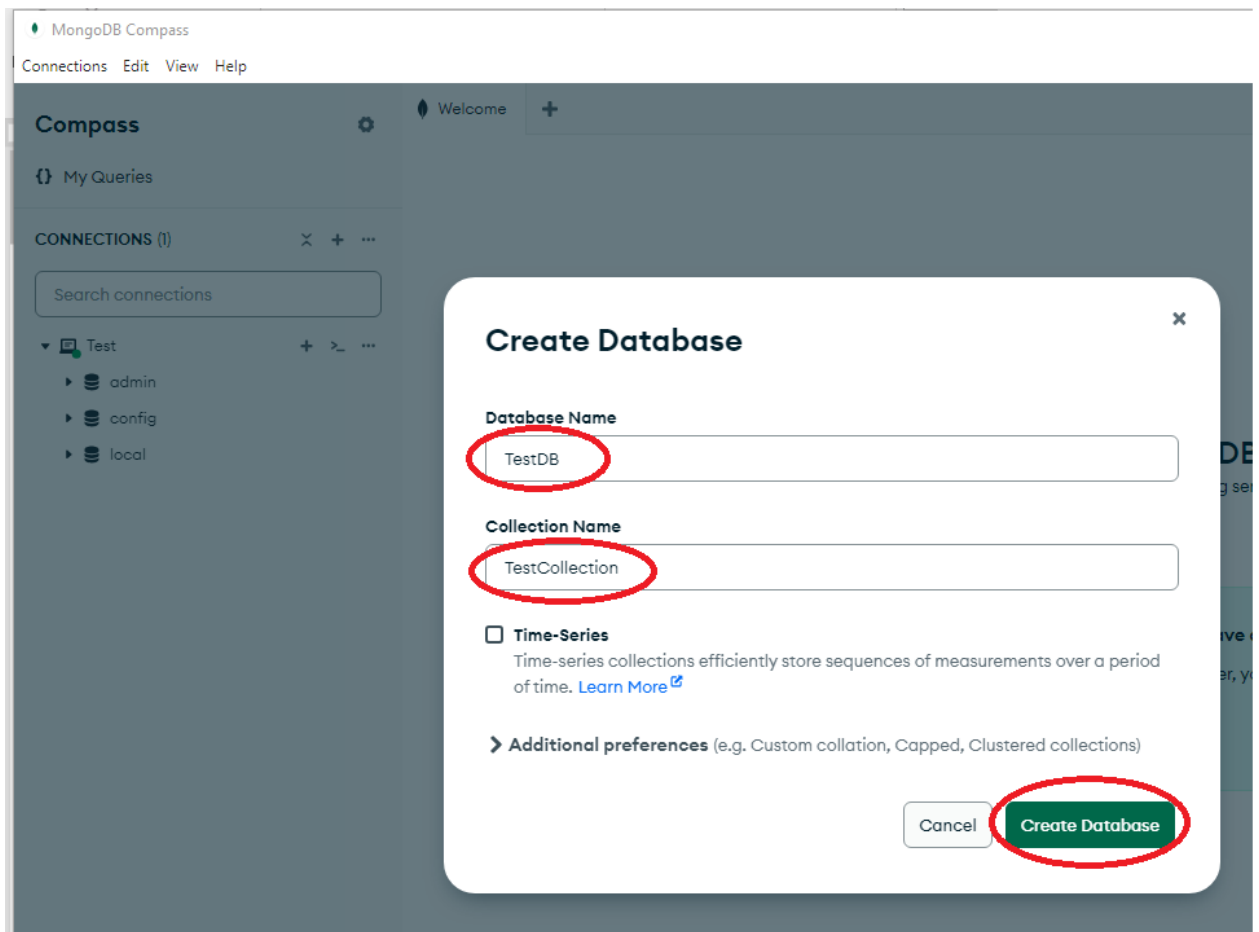 MongoDB Compass
Connections Edit View Help
Compass
Welcome
My Queries
CONNECTIONS (1)
Search connections
Test
admin
config
local
Create Database
Database Name
TestDB
Collection Name
TestCollection
Time-Series
Time-series collections efficiently store sequences of measurements over a period
of time. Learn More
Additional preferences (e.g. Custom collation, Capped, Clustered collections)
Cancel Create Database